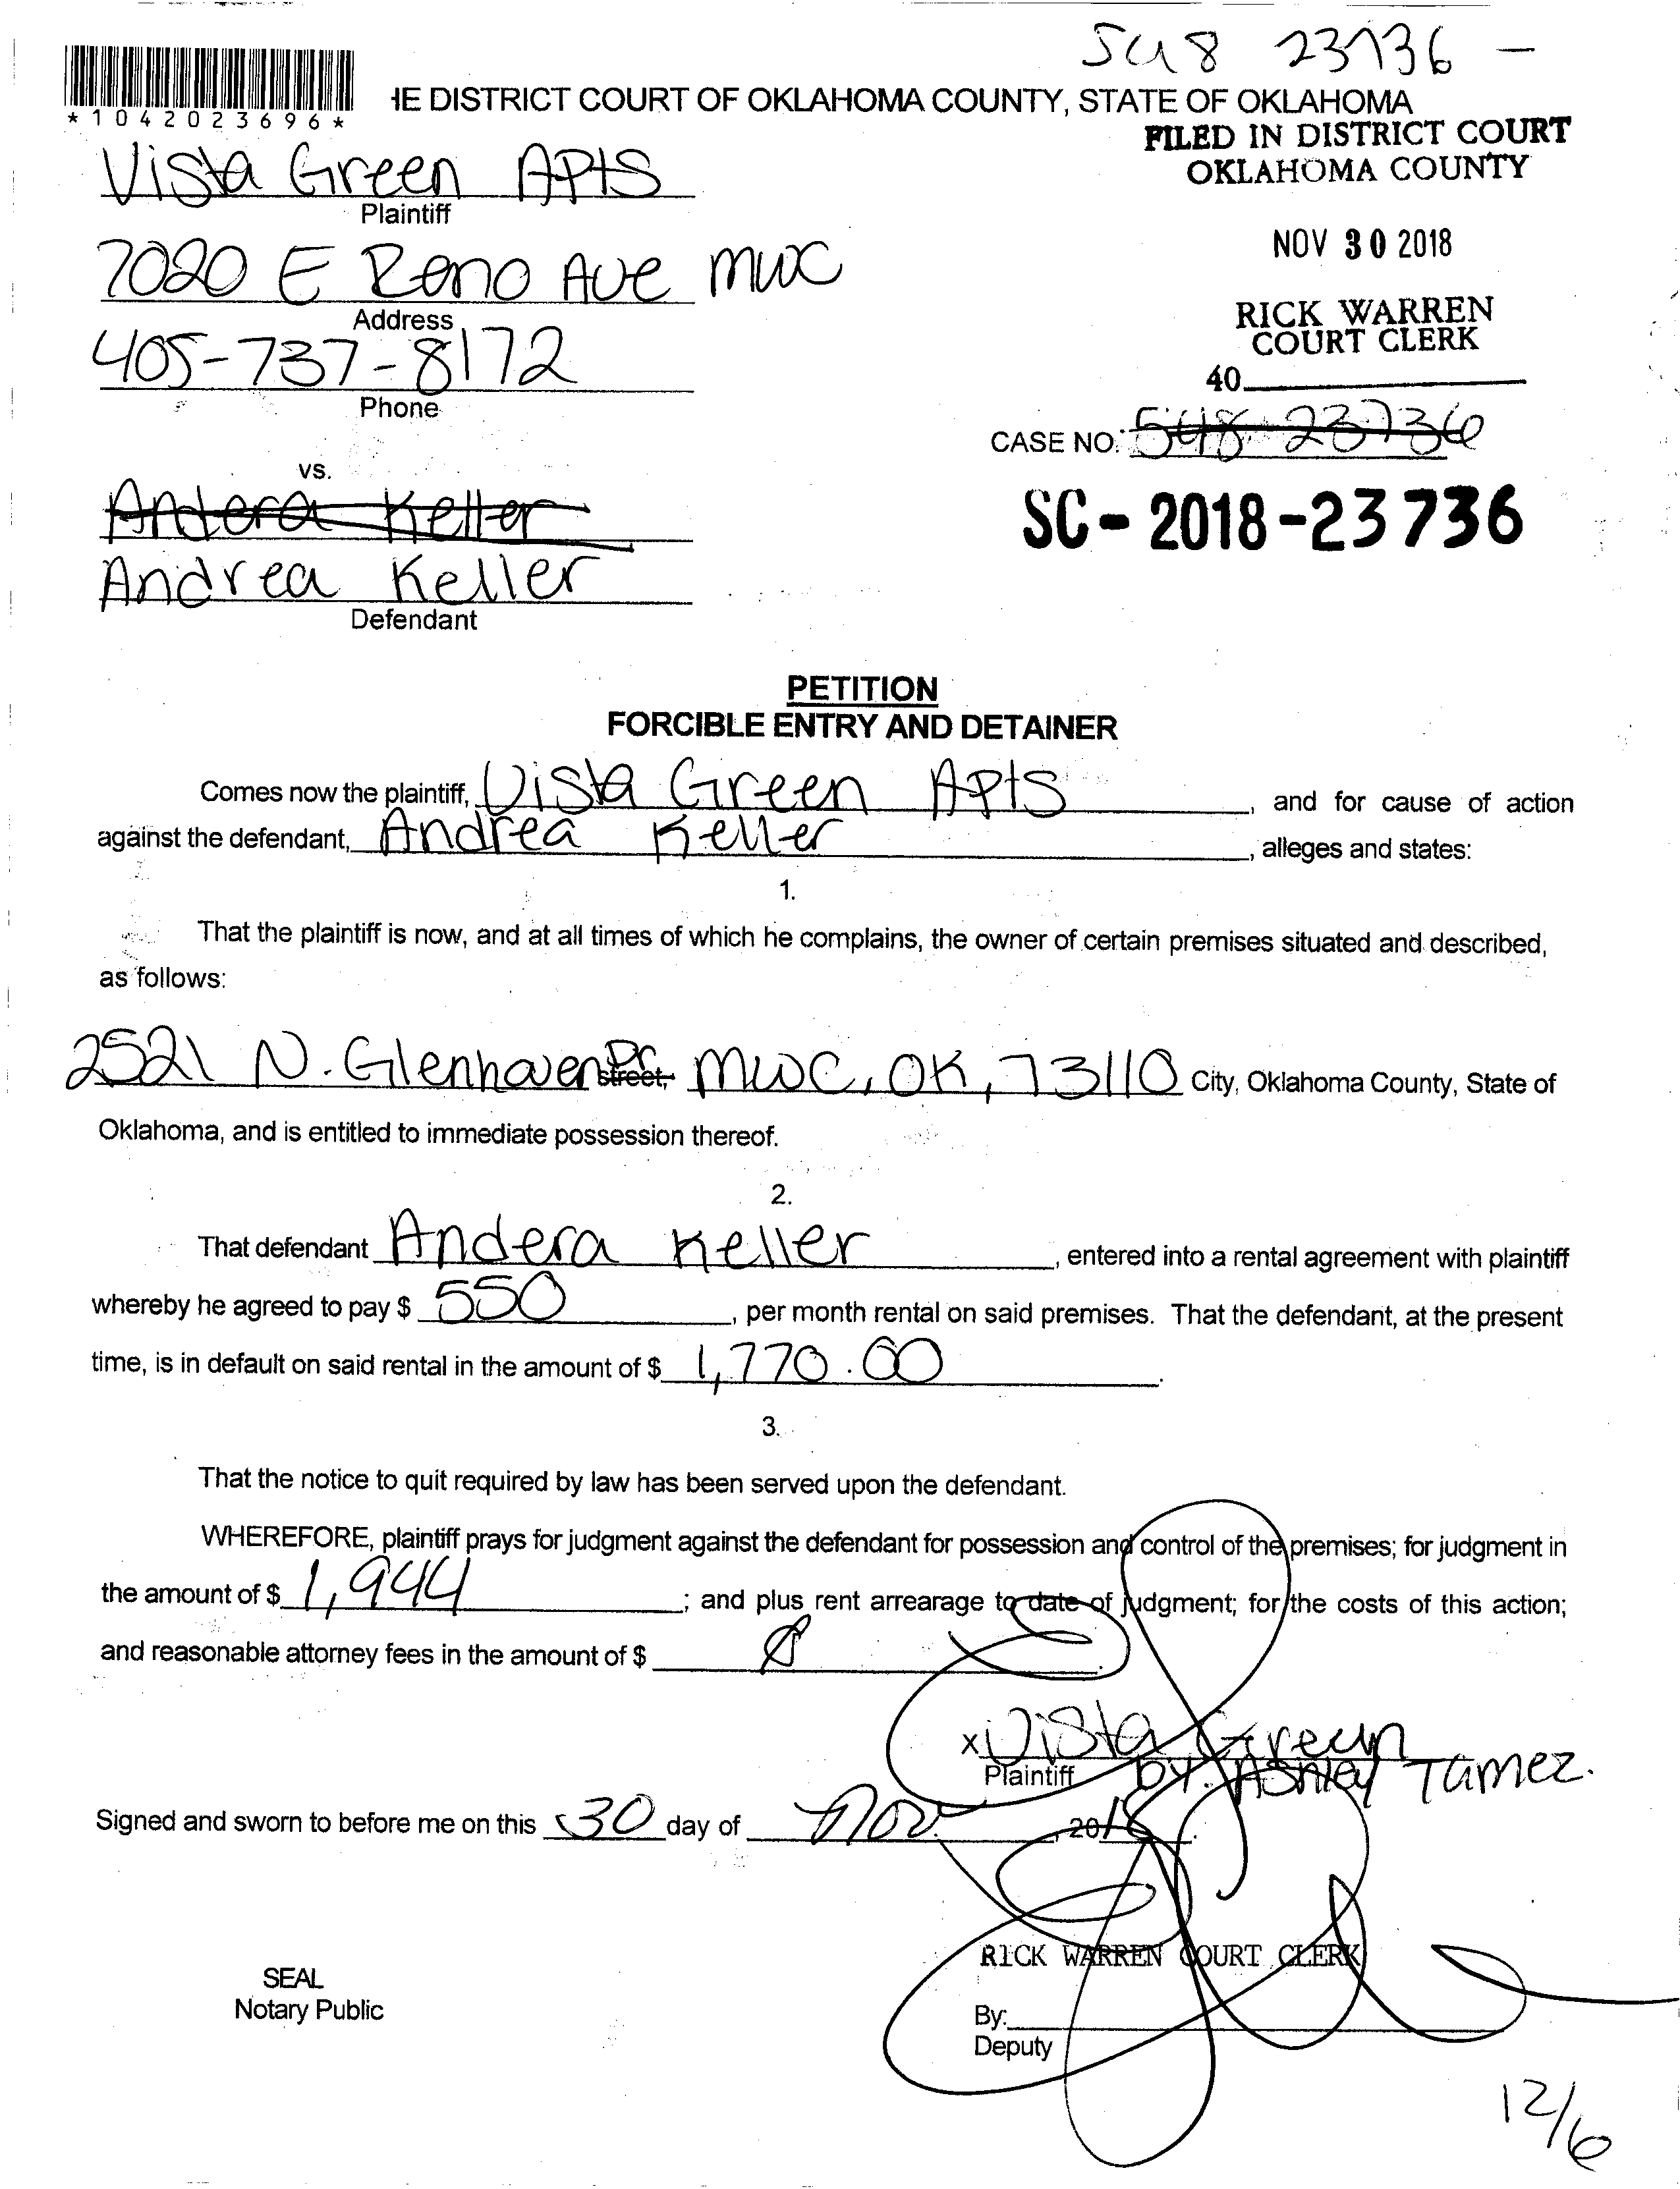 SC18 23736 -
*1042023696*
HE DISTRICT COURT OF OKLAHOMA COUNTY, STATE OF OKLAHOMA
FILED IN DISTRICT COURT
OKLAHOMA COUNTY
Vista Green Apts
Plaintiff
NOV 30 2018
7020 E Reno Ave MWC
Address
RICK WARREN
COURT CLERK
405-737-8172
Phone
40
CASE NO. 23736
vs.
Andera Keller
SC-2018-23736
Andrea Keller
Defendant
PETITION
FORCIBLE ENTRY AND DETAINER
Comes now the plaintiff, Vista Green Apts, and for cause of action
against the defendant, Andrea Keller, alleges and states:
1.
That the plaintiff is now, and at all times of which he complains, the owner of certain premises situated and described,
as follows:
2521 N. Glenhaven Dr street, MWC, OK, 73110 City, Oklahoma County, State of
Oklahoma, and is entitled to immediate possession thereof.
2.
That defendant Andera Keller, entered into a rental agreement with plaintiff
whereby he agreed to pay $ 550, per month rental on said premises. That the defendant, at the present
time, is in default on said rental in the amount of $ 1,770.00.
3.
That the notice to quit required by law has been served upon the defendant.
WHEREFORE, plaintiff prays for judgment against the defendant for possession and control of the premises; for judgment in
the amount of $ 1,944; and plus rent arrearage to date of judgment; for the costs of this action;
and reasonable attorney fees in the amount of $
x Vista Green
Plaintiff by: Ashley Tamez.
Signed and sworn to before me on this 30 day of Nov., 2018.
RICK WARREN COURT CLERK
SEAL
Notary Public
By:
Deputy
12/6